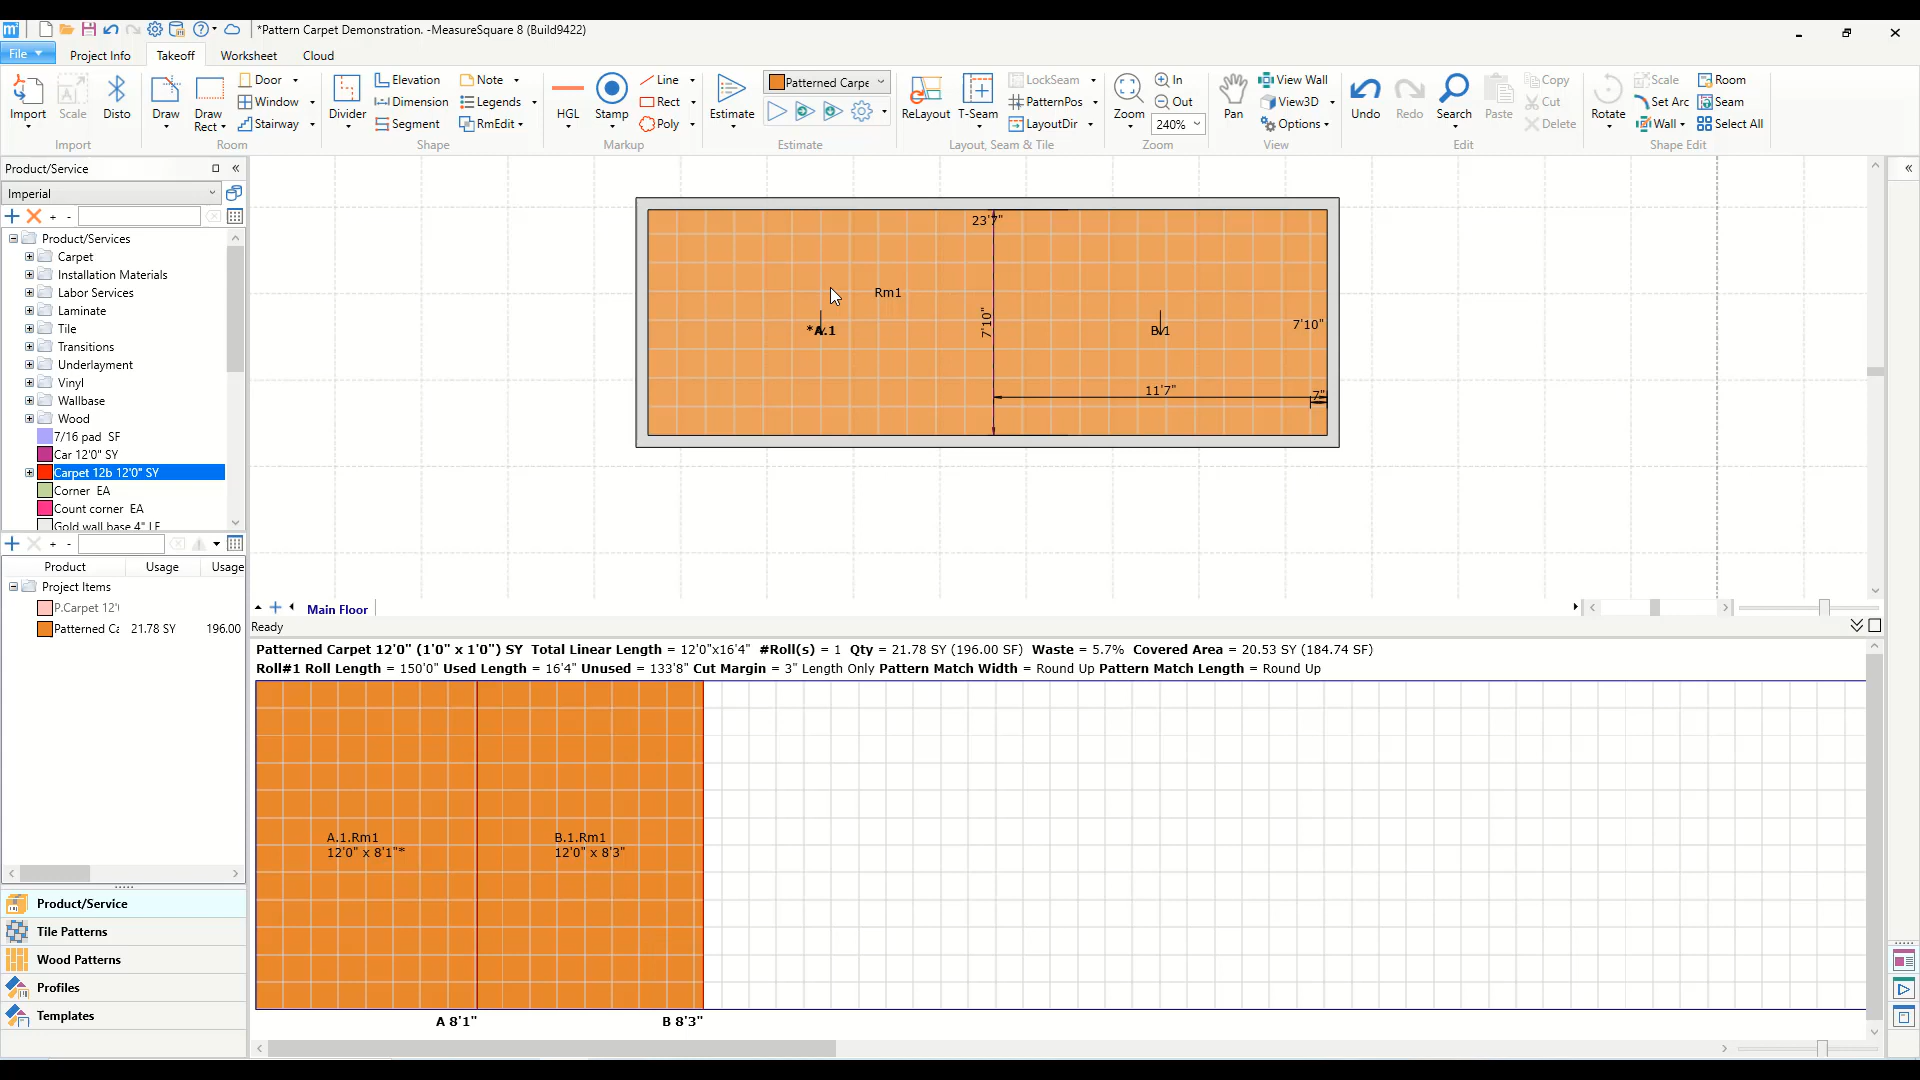 *Pattern Carpet Demonstration. -MeasureSquare 8 (Build9422)
File Project Info Takeoff Worksheet Cloud
Import Scale Disto Draw Draw Rect Door Window Stairway Divider Elevation Dimension Segment Note Legends RmEdit HGL Stamp Line Rect Poly Estimate Patterned Carpe ReLayout T-Seam LockSeam PatternPos LayoutDir Zoom In Out 240% Pan View Wall View3D Options Undo Redo Search Paste Copy Cut Delete Rotate Scale Set Arc Wall Room Seam Select All
Import Room Shape Markup Estimate Layout, Seam & Tile Zoom View Edit Shape Edit
Product/Service
Imperial
Product/Services
Carpet
Installation Materials
Labor Services
Laminate
Tile
Transitions
Underlayment
Vinyl
Wallbase
Wood
7/16 pad SF
Car 12'0" SY
Carpet 12b 12'0" SY
Corner EA
Count corner EA
Gold wall base 4" LF
Product Usage Usage
Project Items
P.Carpet 12'
Patterned Ca 21.78 SY 196.00
Product/Service
Tile Patterns
Wood Patterns
Profiles
Templates
23'7"
Rm1
*A.1
7'10"
B.1
7'10"
11'7"
7"
Main Floor
Ready
Patterned Carpet 12'0" (1'0" x 1'0") SY Total Linear Length = 12'0"x16'4" #Roll(s) = 1 Qty = 21.78 SY (196.00 SF) Waste = 5.7% Covered Area = 20.53 SY (184.74 SF)
Roll#1 Roll Length = 150'0" Used Length = 16'4" Unused = 133'8" Cut Margin = 3" Length Only Pattern Match Width = Round Up Pattern Match Length = Round Up
A.1.Rm1
12'0" x 8'1"*
B.1.Rm1
12'0" x 8'3"
A 8'1"
B 8'3"